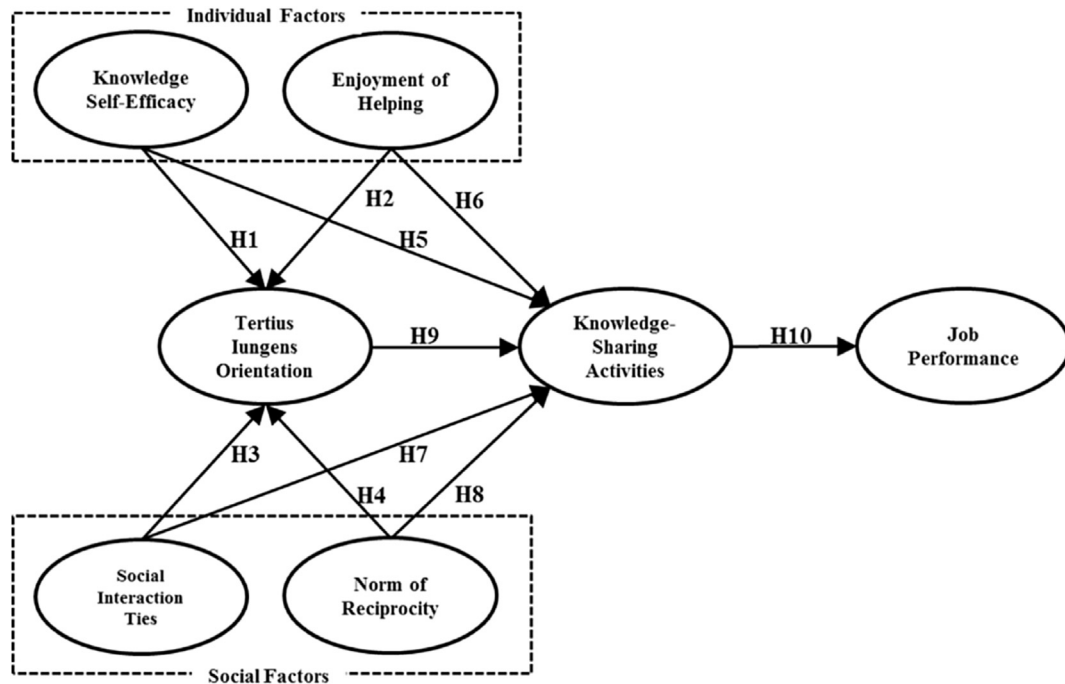 Individual Factors
Knowledge
Self-Efficacy
Enjoyment of
Helping
H1
H2
H5
H6
Tertius
Iungens
Orientation
H9
Knowledge-
Sharing
Activities
H10
Job
Performance
H3
H7
H4
H8
Social
Interaction
Ties
Norm of
Reciprocity
Social Factors